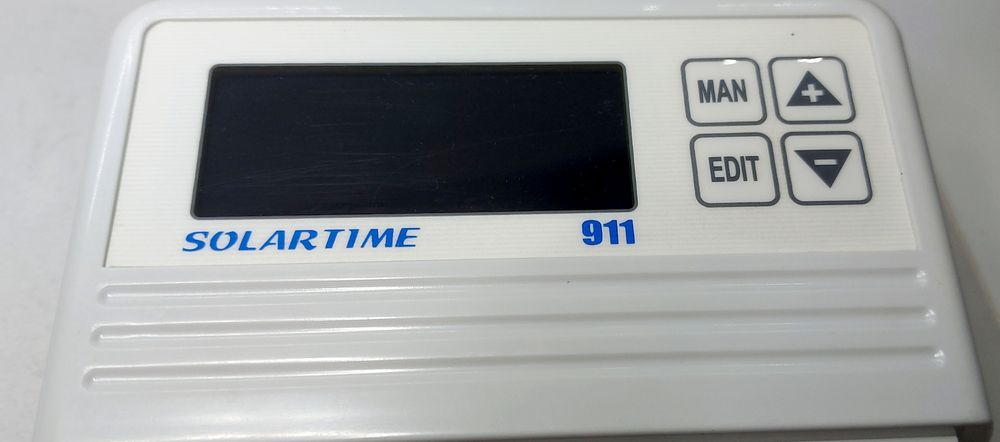 MAN +
EDIT -
SOLARTIME 911